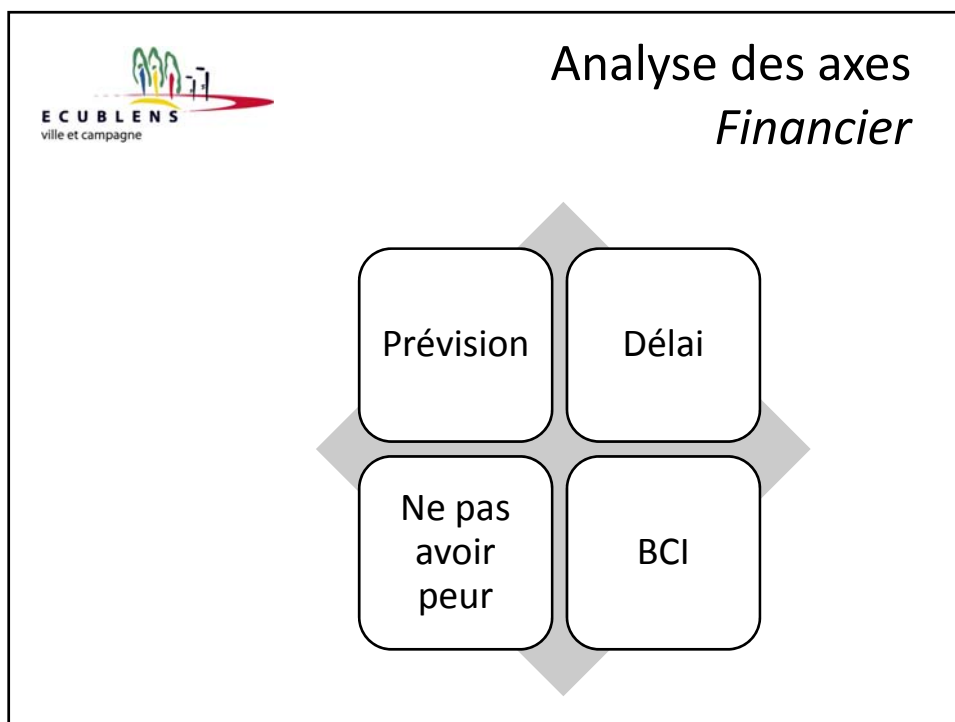 ECUBLENS
ville et campagne
Analyse des axes
Financier
Prévision
Délai
Ne pas
avoir
peur
BCI